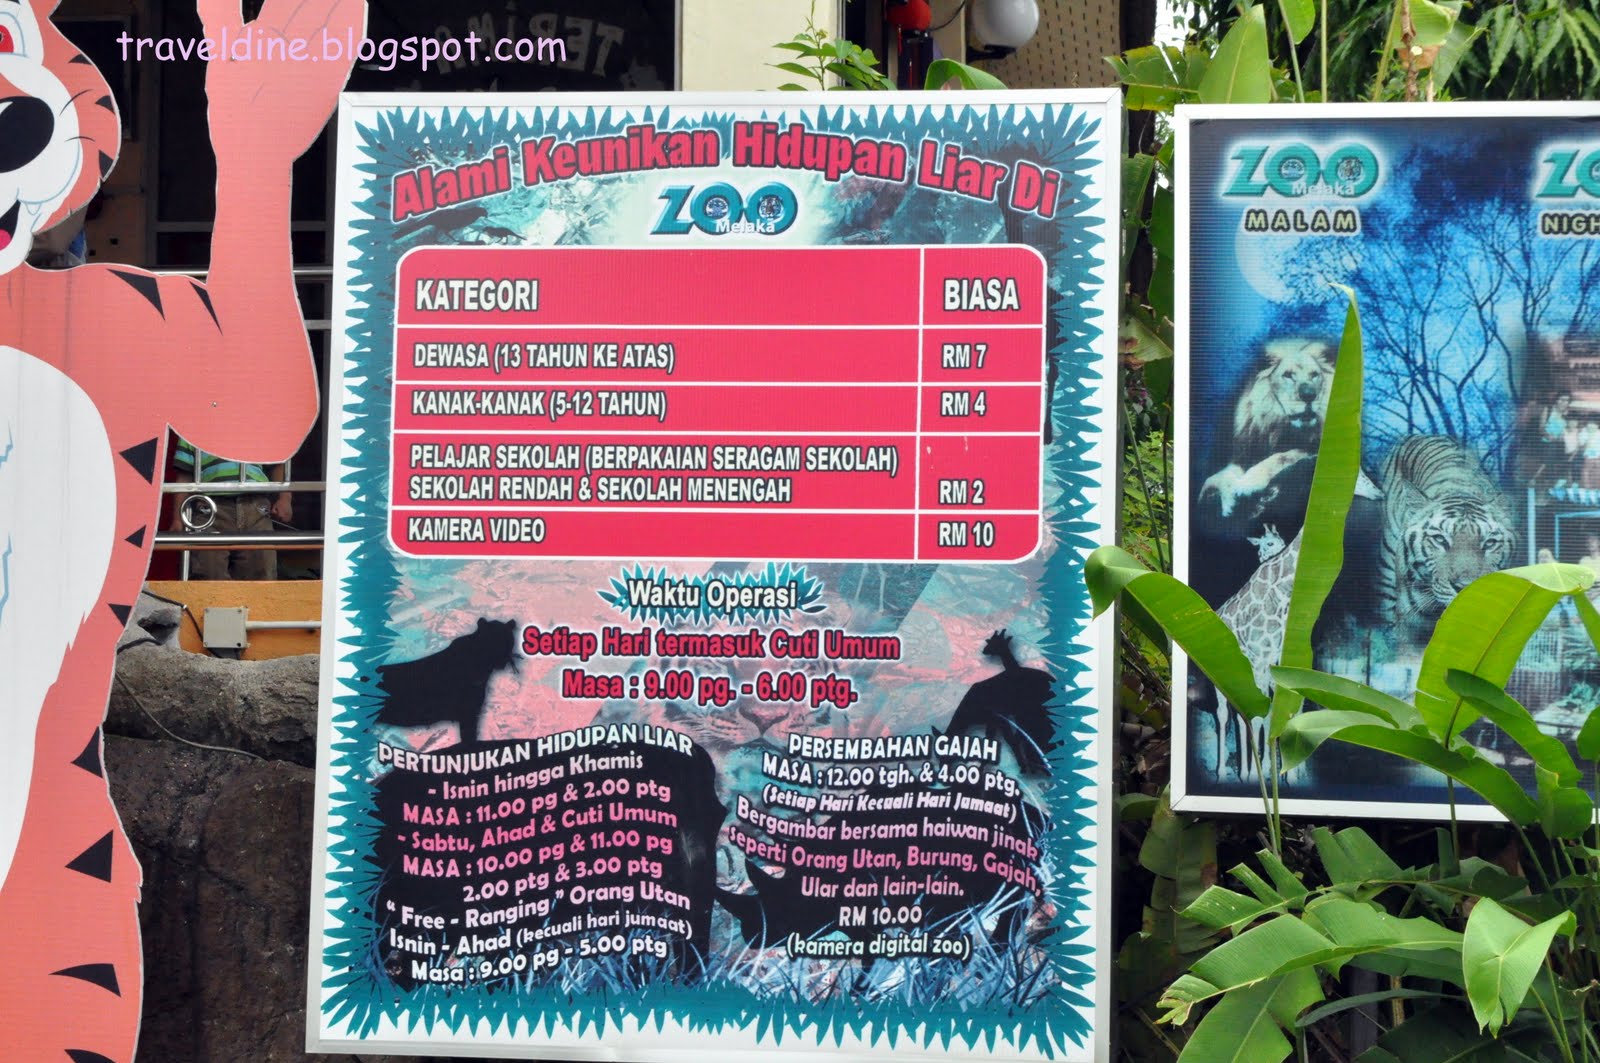 traveldine.blogspot.com
TERIMA
Alami Keunikan Hidupan Liar Di
ZOO
Melaka
KATEGORI BIASA
DEWASA (13 TAHUN KE ATAS) RM 7
KANAK-KANAK (5-12 TAHUN) RM 4
PELAJAR SEKOLAH (BERPAKAIAN SERAGAM SEKOLAH)
SEKOLAH RENDAH & SEKOLAH MENENGAH RM 2
KAMERA VIDEO RM 10
Waktu Operasi
Setiap Hari termasuk Cuti Umum
Masa : 9.00 pg. - 6.00 ptg.
PERTUNJUKAN HIDUPAN LIAR
- Isnin hingga Khamis
MASA : 11.00 pg & 2.00 ptg
- Sabtu, Ahad & Cuti Umum
MASA : 10.00 pg & 11.00 pg
2.00 ptg & 3.00 ptg
" Free - Ranging " Orang Utan
Isnin - Ahad (kecuali hari jumaat)
Masa : 9.00 pg - 5.00 ptg
PERSEMBAHAN GAJAH
MASA : 12.00 tgh. & 4.00 ptg.
(Setiap Hari Kecuali Hari Jumaat)
Bergambar bersama haiwan jinak
seperti Orang Utan, Burung, Gajah,
Ular dan lain-lain.
RM 10.00
(kamera digital zoo)
ZOO
Melaka
MALAM
ZO
NIGH